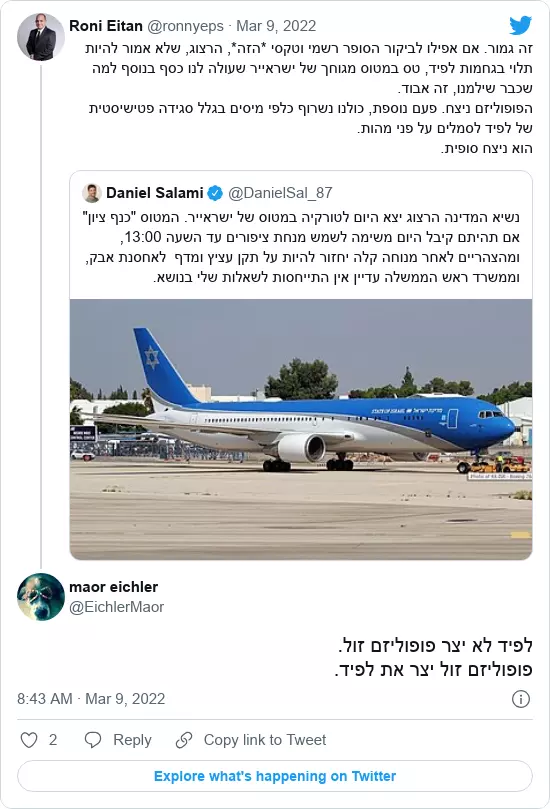 Roni Eitan @ronnyeps · Mar 9, 2022
זה גמור. אם אפילו לביקור הסופר רשמי וטקסי *הזה*, הרצוג, שלא אמור להיות
תלוי בגחמות לפיד, טס במטוס מגוחך של ישראייר שעולה לנו כסף בנוסף למה
שכבר שילמנו, זה אבוד.
הפופוליזם ניצח. פעם נוספת, כולנו נשרוף כלפי מיסים בגלל סגידה פטישיסטית
של לפיד לסמלים על פני מהות.
הוא ניצח סופית.
Daniel Salami @DanielSal_87
נשיא המדינה הרצוג יצא היום לטורקיה במטוס של ישראייר. המטוס "כנף ציון"
אם תהיתם קיבל היום משימה לשמש מנחת ציפורים עד השעה 13:00,
ומהצהריים לאחר מנוחה קלה יחזור להיות על תקן עציץ ומדף לאחסנת אבק,
וממשרד ראש הממשלה עדיין אין התייחסות לשאלות שלי בנושא.
STATE OF ISRAEL מדינת ישראל
CONTROL CENTER
maor eichler
@EichlerMaor
לפיד לא יצר פופוליזם זול.
פופוליזם זול יצר את לפיד.
8:43 AM · Mar 9, 2022
2 Reply Copy link to Tweet
Explore what's happening on Twitter